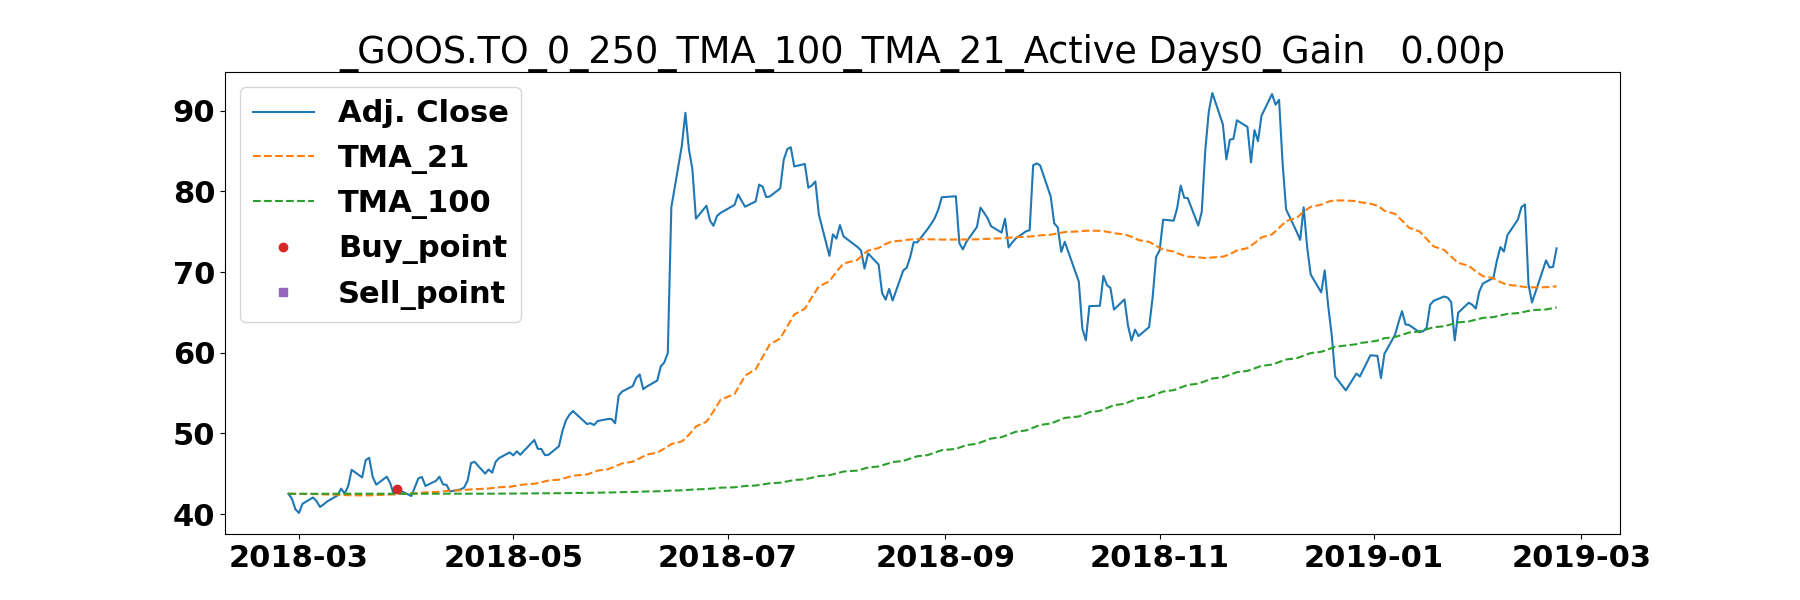 _GOOS.TO_0_250_TMA_100_TMA_21_Active Days0_Gain   0.00p
Adj. Close
TMA_21
TMA_100
Buy_point
Sell_point
90
80
70
60
50
40
2018-03 2018-05 2018-07 2018-09 2018-11 2019-01 2019-03